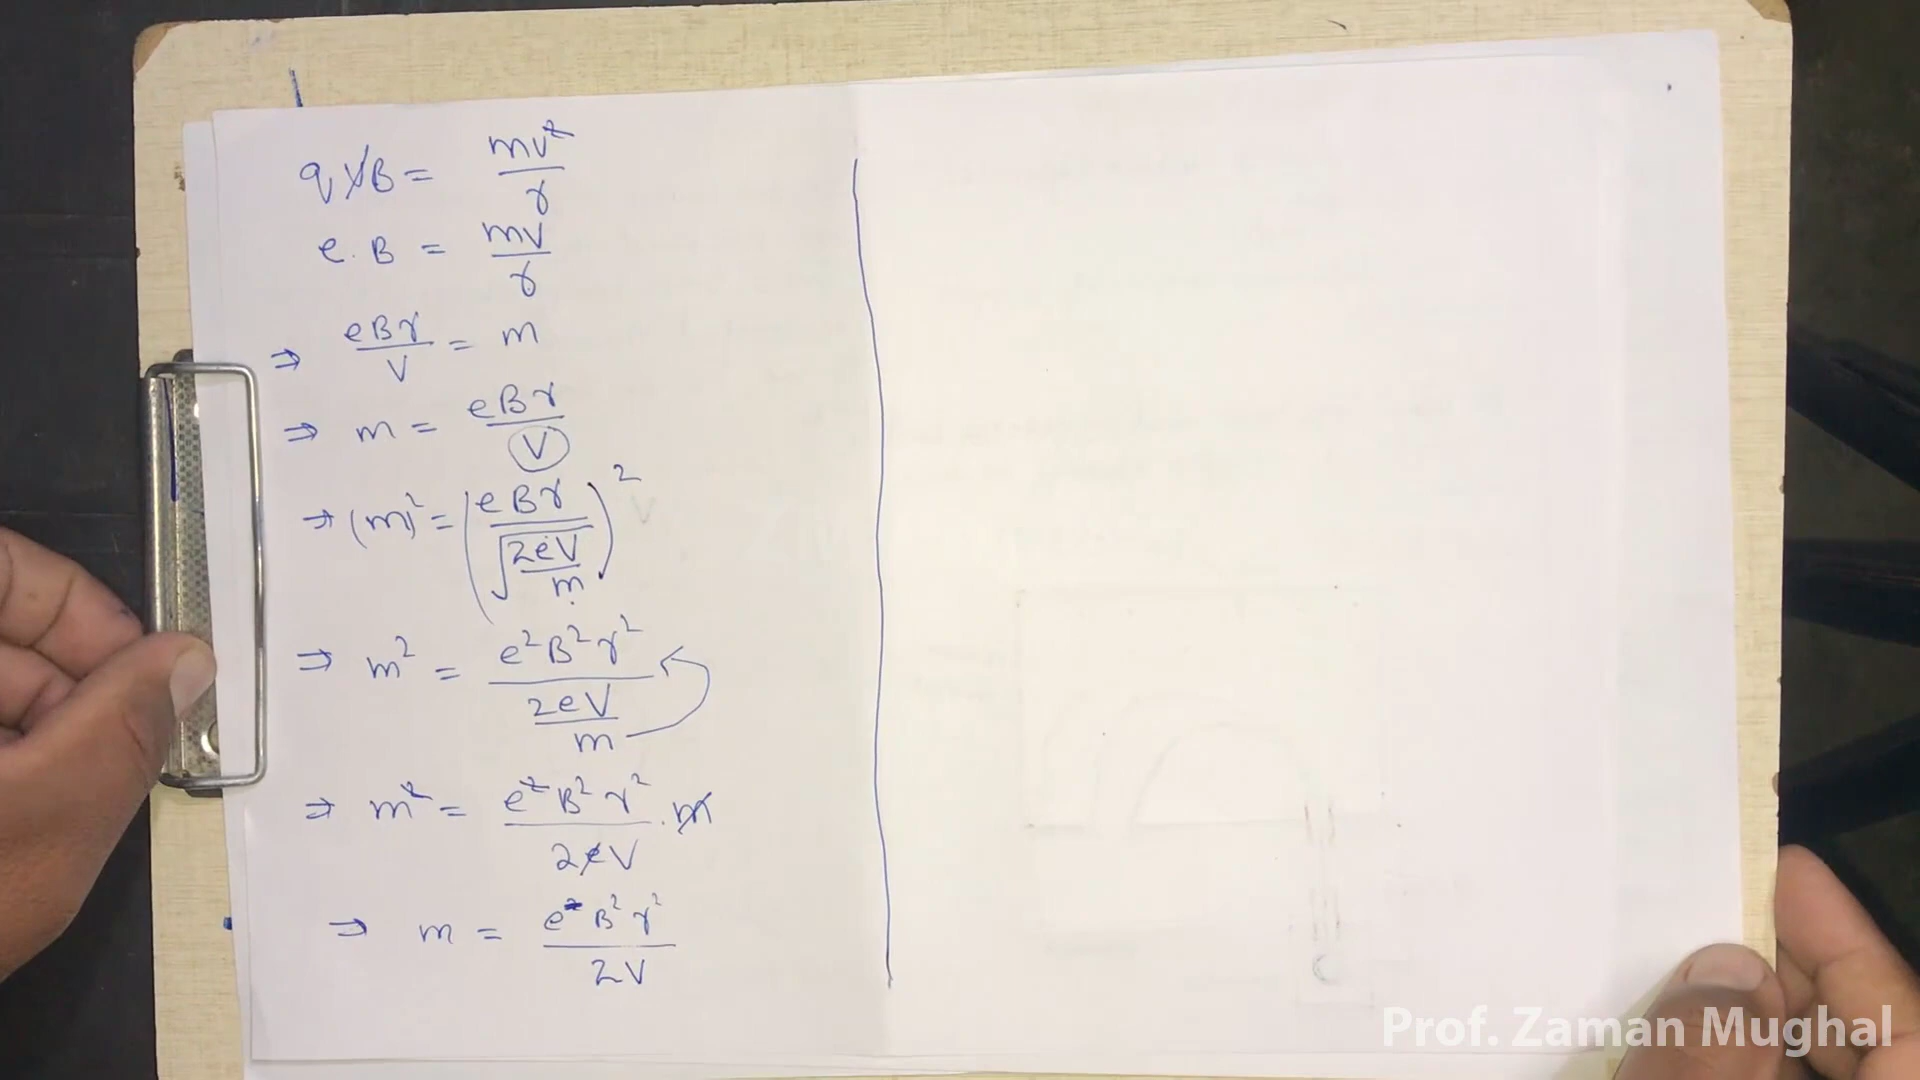 qvB = mv²/r
e.B = mv/r
⇒ eBr/v = m
⇒ m = eBr/v
⇒ (m)² = (eBr/√(2eV/m))²
⇒ m² = e²B²r²/(2eV/m)
⇒ m² = e²B²r²/2eV . m
⇒ m = eB²r²/2V
Prof. Zaman Mughal